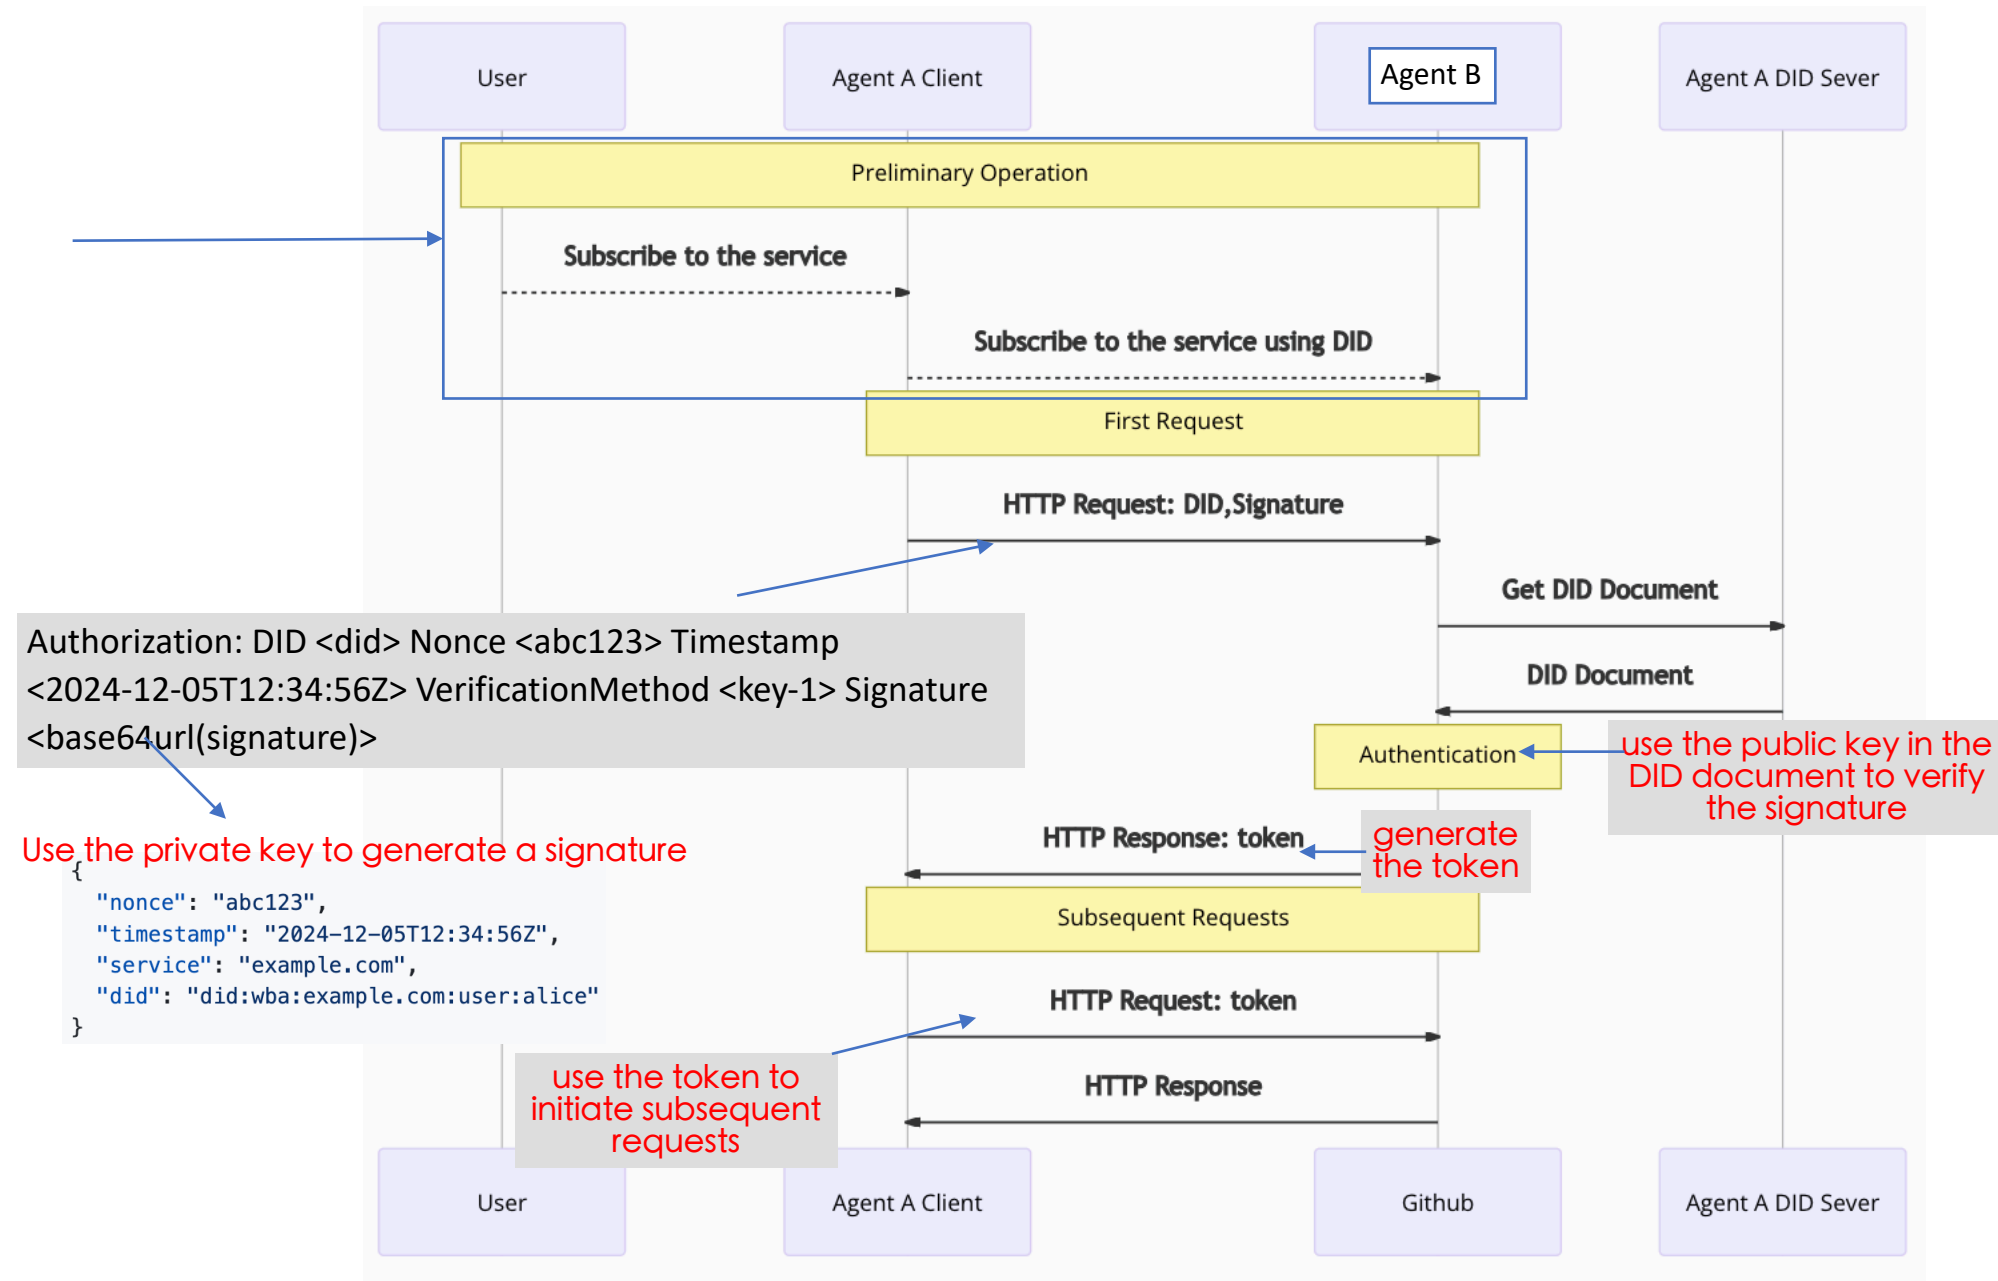 User
Agent A Client
Agent B
Agent A DID Sever
Preliminary Operation
Subscribe to the service
Subscribe to the service using DID
First Request
HTTP Request: DID,Signature
Get DID Document
Authorization: DID <did> Nonce <abc123> Timestamp
<2024-12-05T12:34:56Z> VerificationMethod <key-1> Signature
<base64url(signature)>
DID Document
Authentication
use the public key in the
DID document to verify
the signature
HTTP Response: token
generate
the token
Use the private key to generate a signature
{
"nonce": "abc123",
"timestamp": "2024-12-05T12:34:56Z",
"service": "example.com",
"did": "did:wba:example.com:user:alice"
}
Subsequent Requests
HTTP Request: token
use the token to
initiate subsequent
requests
HTTP Response
User
Agent A Client
Github
Agent A DID Sever